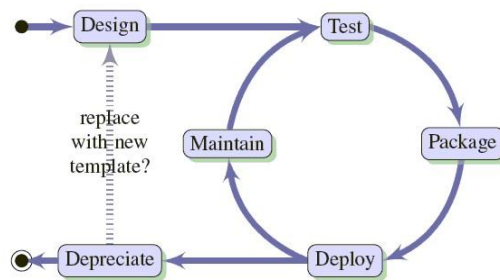 Design
Test
replace
with new
template?
Maintain
Package
Depreciate
Deploy